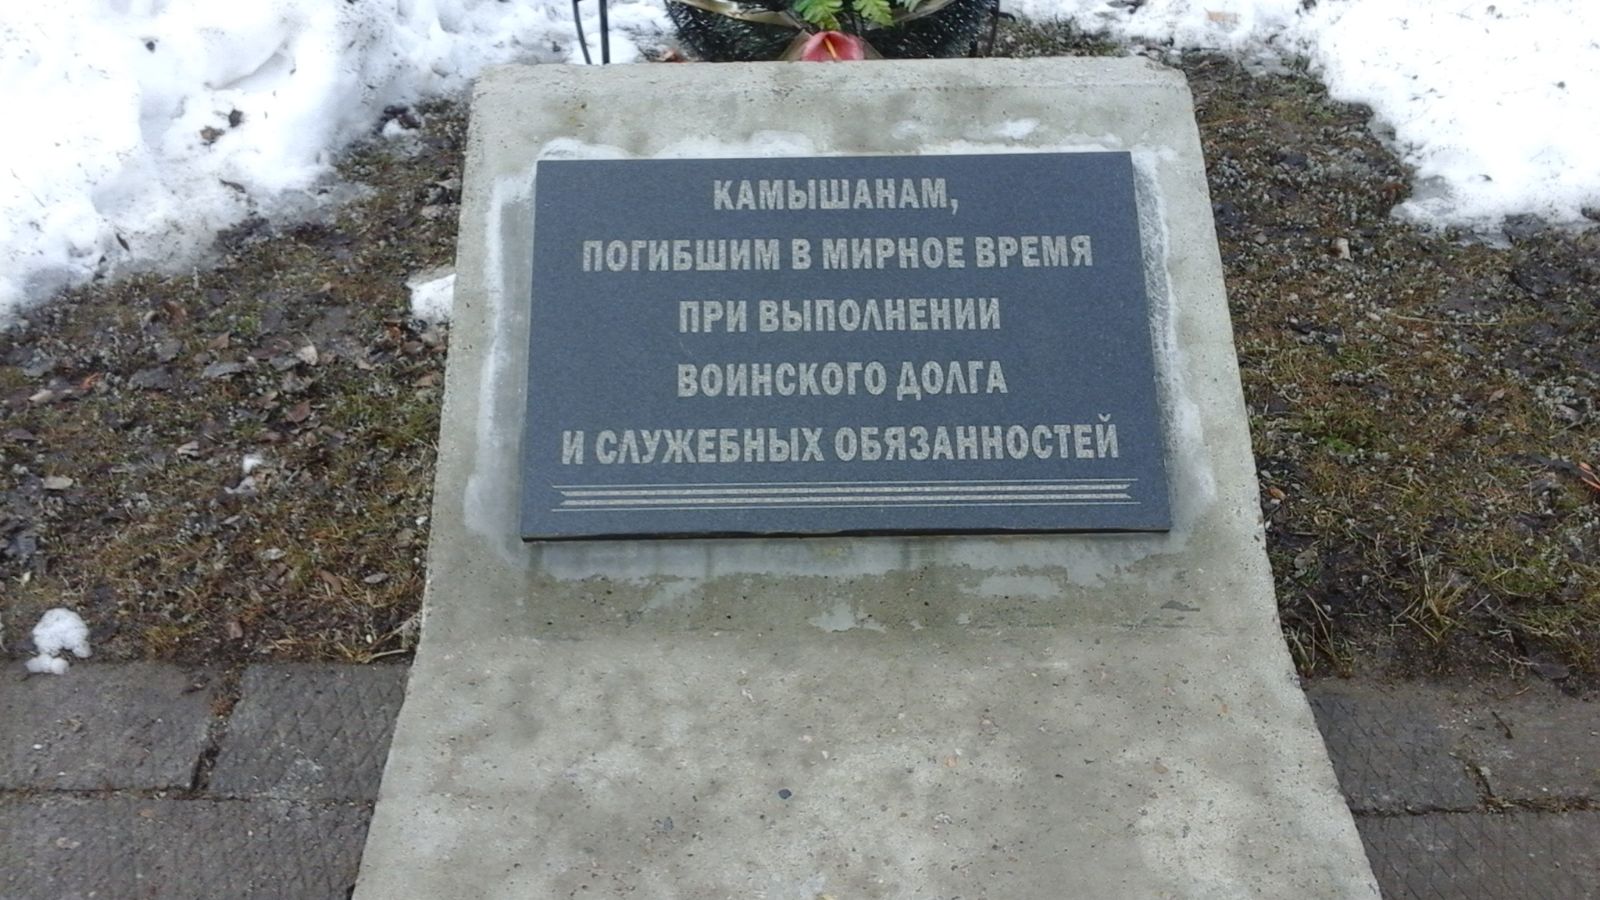 КАМЫШАНАМ,
ПОГИБШИМ В МИРНОЕ ВРЕМЯ
ПРИ ВЫПОЛНЕНИИ
ВОИНСКОГО ДОЛГА
И СЛУЖЕБНЫХ ОБЯЗАННОСТЕЙ